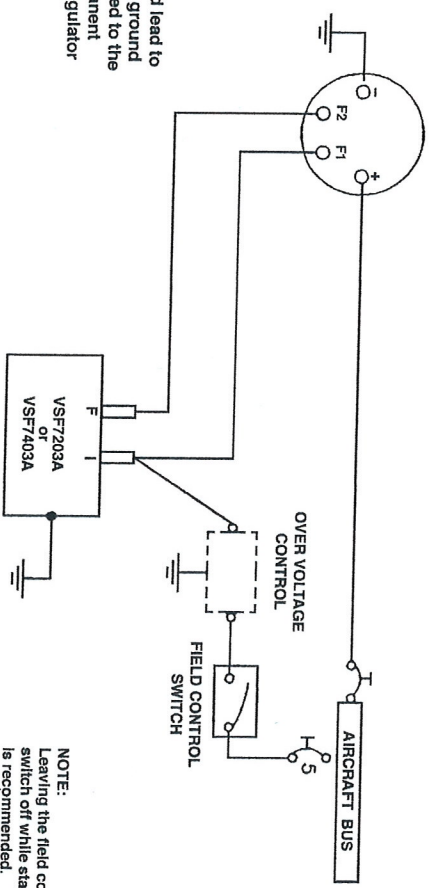 d lead to
ground
ed to the
nent
gulator
−
F2
F1
+
F
I
VSF7203A
or
VSF7403A
OVER VOLTAGE
CONTROL
FIELD CONTROL
SWITCH
5
AIRCRAFT BUS
NOTE:
Leaving the field co
switch off while sta
is recommended.